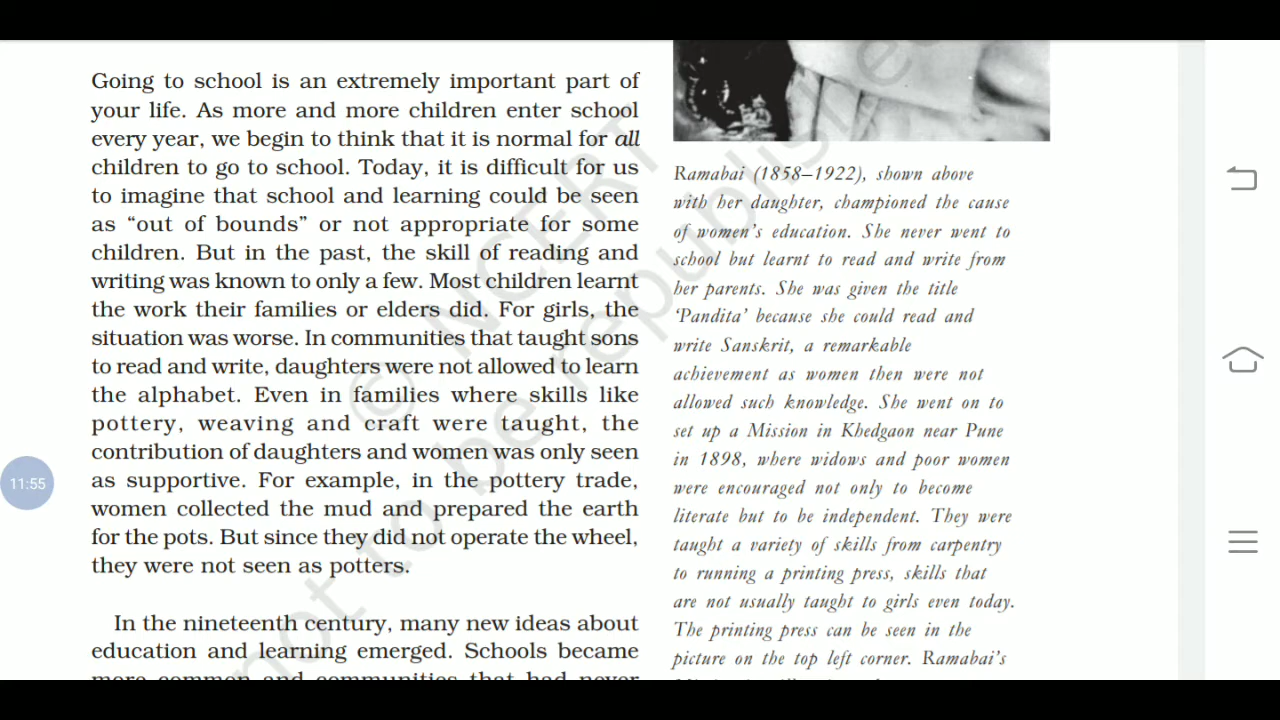 Going to school is an extremely important part of
your life. As more and more children enter school
every year, we begin to think that it is normal for all
children to go to school. Today, it is difficult for us
to imagine that school and learning could be seen
as “out of bounds” or not appropriate for some
children. But in the past, the skill of reading and
writing was known to only a few. Most children learnt
the work their families or elders did. For girls, the
situation was worse. In communities that taught sons
to read and write, daughters were not allowed to learn
the alphabet. Even in families where skills like
pottery, weaving and craft were taught, the
contribution of daughters and women was only seen
as supportive. For example, in the pottery trade,
women collected the mud and prepared the earth
for the pots. But since they did not operate the wheel,
they were not seen as potters.
In the nineteenth century, many new ideas about
education and learning emerged. Schools became
more common and communities that had never
Ramabai (1858–1922), shown above
with her daughter, championed the cause
of women’s education. She never went to
school but learnt to read and write from
her parents. She was given the title
‘Pandita’ because she could read and
write Sanskrit, a remarkable
achievement as women then were not
allowed such knowledge. She went on to
set up a Mission in Khedgaon near Pune
in 1898, where widows and poor women
were encouraged not only to become
literate but to be independent. They were
taught a variety of skills from carpentry
to running a printing press, skills that
are not usually taught to girls even today.
The printing press can be seen in the
picture on the top left corner. Ramabai’s
11:55
© NCERT
not to be republished